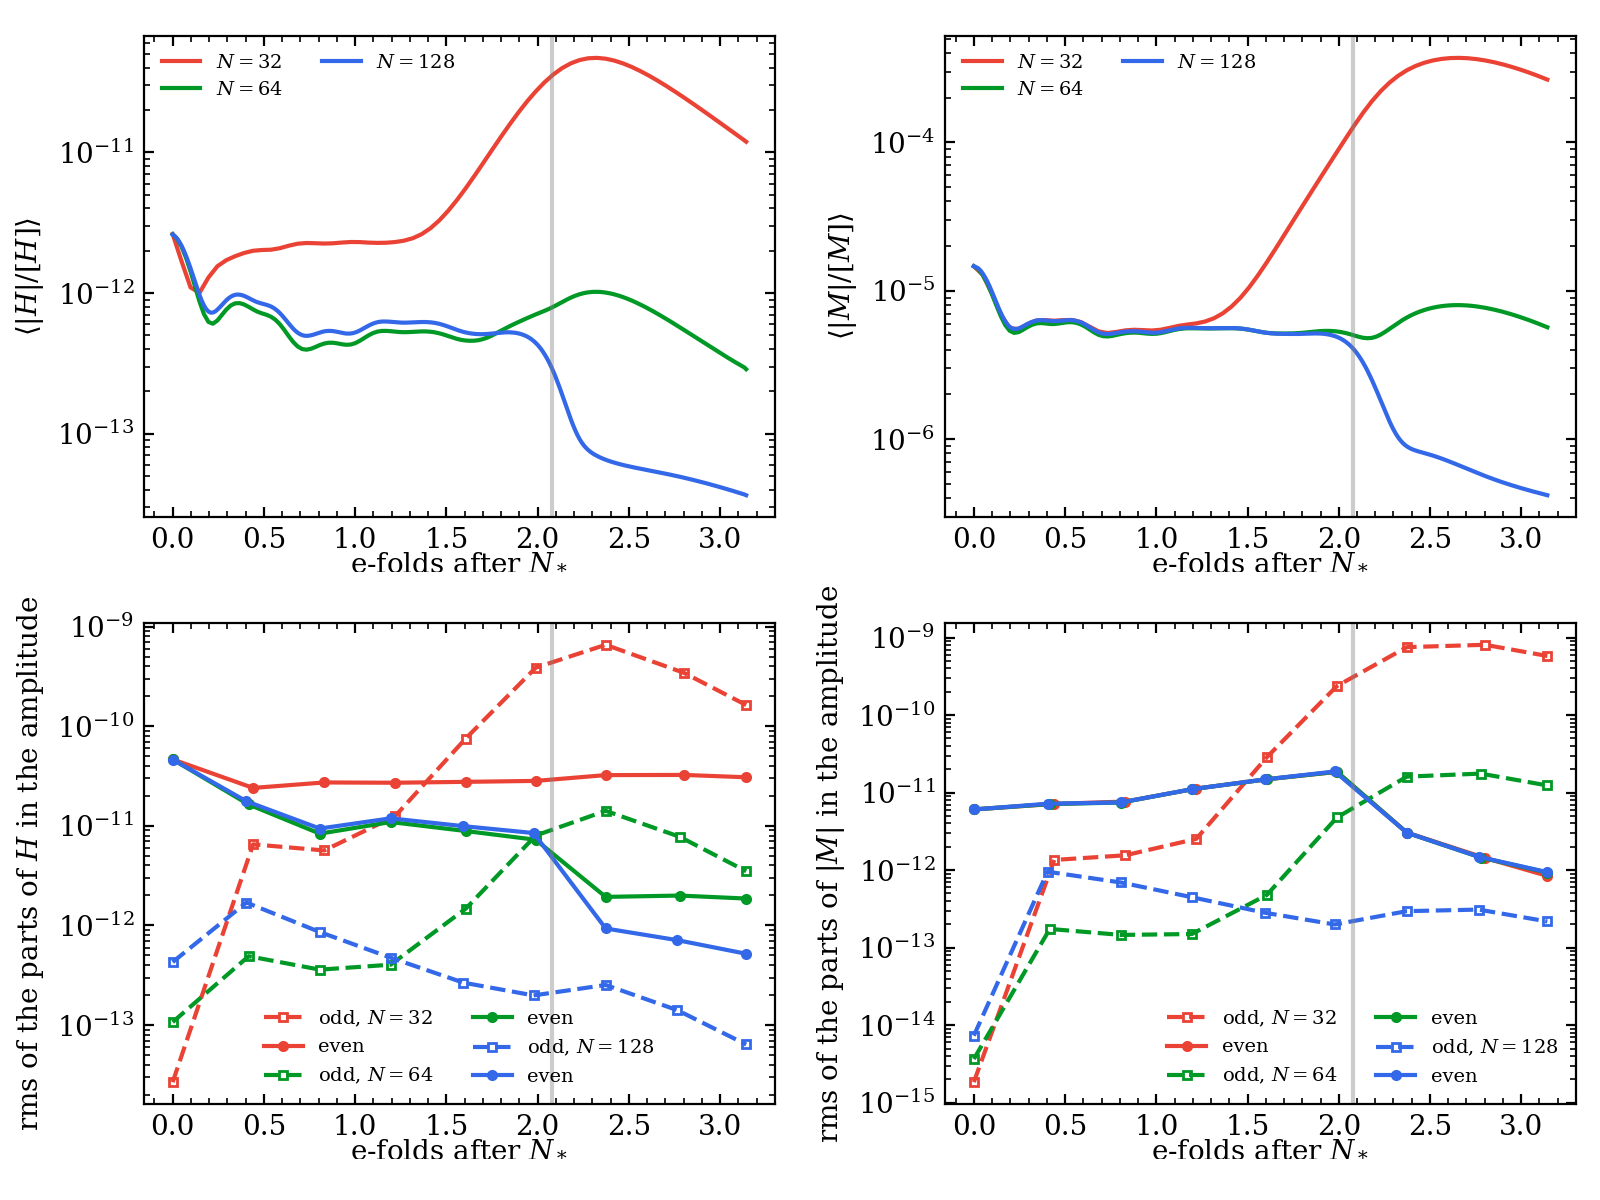 ⟨|H|/[H]⟩
10⁻¹¹
10⁻¹²
10⁻¹³
N = 32
N = 64
N = 128
0.0 0.5 1.0 1.5 2.0 2.5 3.0
e-folds after N∗
⟨|M|/[M]⟩
10⁻⁴
10⁻⁵
10⁻⁶
N = 32
N = 64
N = 128
0.0 0.5 1.0 1.5 2.0 2.5 3.0
e-folds after N∗
rms of the parts of H in the amplitude
10⁻⁹
10⁻¹⁰
10⁻¹¹
10⁻¹²
10⁻¹³
odd, N = 32
even
odd, N = 64
even
odd, N = 128
even
0.0 0.5 1.0 1.5 2.0 2.5 3.0
e-folds after N∗
rms of the parts of |M| in the amplitude
10⁻⁹
10⁻¹⁰
10⁻¹¹
10⁻¹²
10⁻¹³
10⁻¹⁴
10⁻¹⁵
odd, N = 32
even
odd, N = 64
even
odd, N = 128
even
0.0 0.5 1.0 1.5 2.0 2.5 3.0
e-folds after N∗